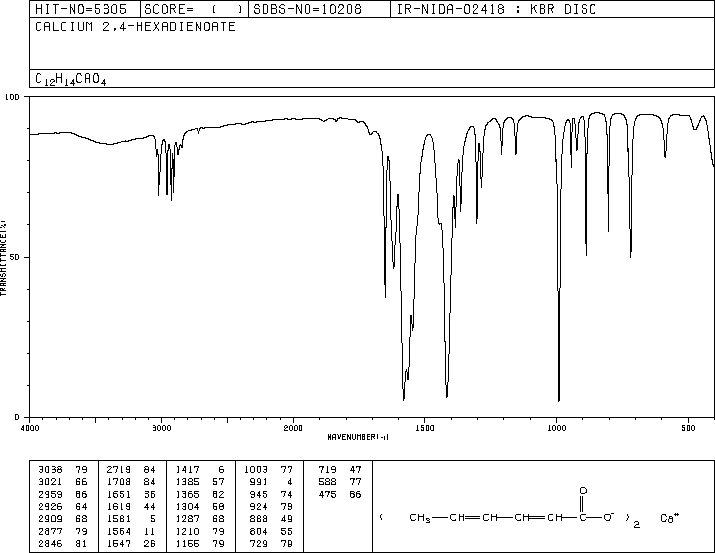 HIT-NO=5305 SCORE= ( ) SDBS-NO=10208 IR-NIDA-02418 : KBR DISC
CALCIUM 2,4-HEXADIENOATE
C12H14CAO4
100
50
0
TRANSMITTANCE(%)
4000 3000 2000 1500 1000 500
WAVENUMBER(-1)
3038 79 2719 84 1417 6 1003 77 719 47
3021 66 1708 84 1385 57 991 4 588 77
2959 66 1651 36 1365 62 945 74 475 86
2926 64 1619 44 1304 58 924 79
2909 68 1581 5 1287 68 888 49
2877 79 1564 11 1210 79 804 55
2846 81 1547 26 1155 79 729 79
O
( CH3 CH CH CH CH C O- )2 Ca++